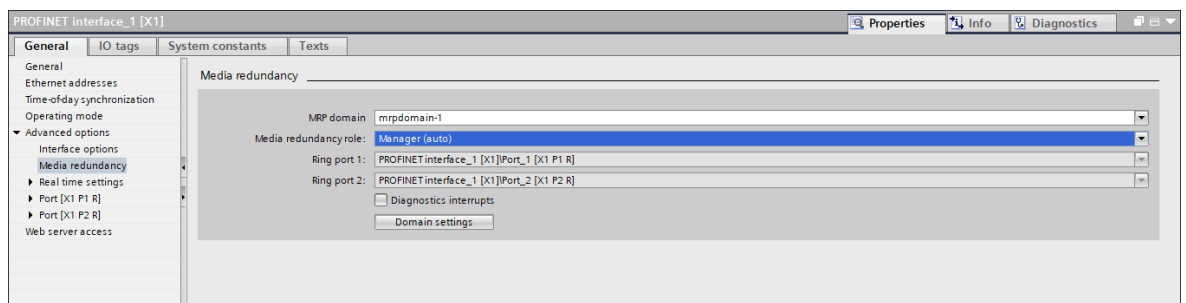 PROFINET interface_1 [X1]
Properties
Info
Diagnostics
General
IO tags
System constants
Texts
General
Ethernet addresses
Time-of-day synchronization
Operating mode
Advanced options
Interface options
Media redundancy
Real time settings
Port [X1 P1 R]
Port [X1 P2 R]
Web server access
Media redundancy
MRP domain mrpdomain-1
Media redundancy role: Manager (auto)
Ring port 1: PROFINET interface_1 [X1]\Port_1 [X1 P1 R]
Ring port 2: PROFINET interface_1 [X1]\Port_2 [X1 P2 R]
Diagnostics interrupts
Domain settings